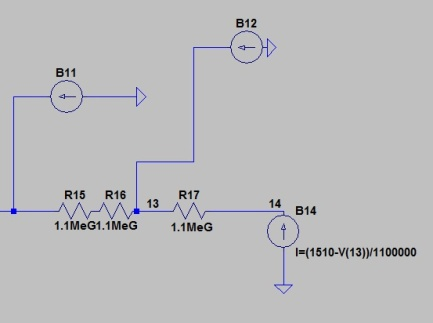 B12
B11
R15 R16 13 R17 14 B14
1.1MeG1.1MeG 1.1MeG
I=(1510-V(13))/1100000